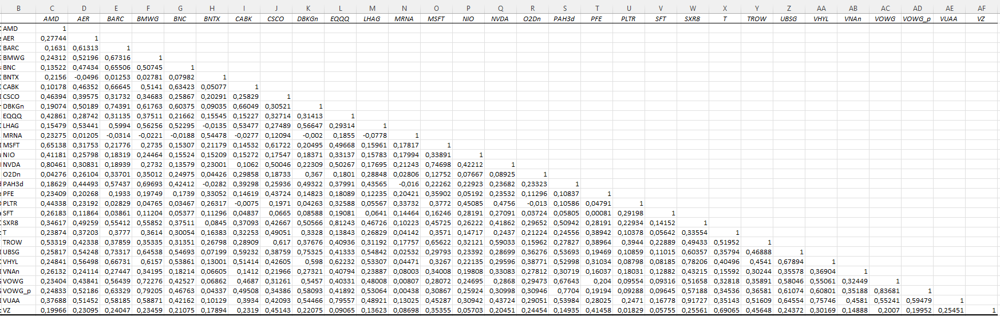 B C D E F G H I J K L M N O P Q R S T U V W X Y Z AA AB AC AD AE AF
AMD AER BARC BMWG BNC BNTX CABK CSCO DBKGn EQQQ LHAG MRNA MSFT NIO NVDA O2Dn PAH3d PFE PLTR SFT SXR8 T TROW UBSG VHYL VNAn VOWG VOWG_p VUAA VZ
AMD 1
AER 0,27744 1
BARC 0,1631 0,61313 1
BMWG 0,24312 0,52196 0,67316 1
BNC 0,13522 0,47434 0,65506 0,50745 1
BNTX 0,2156 -0,0496 0,01253 0,02781 0,07982 1
CABK 0,10178 0,46352 0,66645 0,5141 0,63423 0,05077 1
CSCO 0,46394 0,39575 0,31732 0,34683 0,25867 0,20291 0,25829 1
DBKGn 0,19074 0,50189 0,74391 0,61763 0,60375 0,09035 0,66049 0,30521 1
EQQQ 0,42861 0,28742 0,31135 0,37511 0,21662 0,15545 0,15227 0,32714 0,31413 1
LHAG 0,15479 0,53441 0,5994 0,56256 0,52295 -0,0135 0,53477 0,27489 0,56647 0,29314 1
MRNA 0,23275 0,01205 -0,0314 -0,0221 -0,0188 0,54478 -0,0277 0,12094 -0,002 0,1855 -0,0778 1
MSFT 0,65138 0,31753 0,21776 0,2735 0,15307 0,21179 0,14532 0,61722 0,20495 0,49668 0,15961 0,17817 1
NIO 0,41181 0,25798 0,18319 0,24464 0,15524 0,15209 0,15272 0,17547 0,18371 0,33137 0,15783 0,17994 0,33891 1
NVDA 0,80461 0,30831 0,18939 0,2732 0,13579 0,23001 0,1062 0,50046 0,22309 0,50267 0,17695 0,21243 0,74698 0,42212 1
O2Dn 0,04276 0,26104 0,33701 0,35012 0,24975 0,04426 0,29858 0,18733 0,367 0,1801 0,28848 0,02806 0,12752 0,07667 0,08925 1
PAH3d 0,18629 0,44493 0,57437 0,69693 0,42412 -0,0282 0,39298 0,25936 0,49322 0,37991 0,43565 -0,016 0,22262 0,22923 0,23682 0,23323 1
PFE 0,23409 0,20268 0,1933 0,19749 0,1739 0,33052 0,14619 0,43724 0,14823 0,18089 0,12235 0,20421 0,35902 0,05192 0,23532 0,11296 0,10837 1
PLTR 0,44338 0,23192 0,02829 0,04765 0,03467 0,26317 -0,0075 0,1971 0,04263 0,32588 0,05567 0,33732 0,3772 0,45085 0,4756 -0,013 0,10586 0,04791 1
SFT 0,26183 0,11864 0,03861 0,11204 0,05377 0,11296 0,04837 0,0665 0,08588 0,19081 0,0641 0,14464 0,16246 0,28191 0,27091 0,03724 0,05805 0,00081 0,29198 1
SXR8 0,34617 0,49259 0,55412 0,55852 0,37511 0,0845 0,37093 0,42667 0,50566 0,81243 0,46726 0,10223 0,45725 0,26222 0,41862 0,29652 0,50942 0,28191 0,22934 0,14152 1
T 0,23874 0,37203 0,3777 0,3614 0,30054 0,16383 0,32253 0,49051 0,3328 0,13843 0,26829 0,04142 0,3571 0,14717 0,2437 0,21224 0,24556 0,38942 0,10378 0,05642 0,33554 1
TROW 0,53319 0,42338 0,37859 0,35335 0,31351 0,26798 0,28909 0,617 0,37676 0,40936 0,31192 0,17757 0,65622 0,32121 0,59033 0,15962 0,27827 0,38964 0,3944 0,22889 0,49433 0,51952 1
UBSG 0,25817 0,54248 0,73317 0,64538 0,54693 0,07199 0,59232 0,38759 0,75325 0,41333 0,54842 0,02532 0,29793 0,23392 0,28699 0,36276 0,53693 0,19469 0,10859 0,11015 0,60357 0,35794 0,46888 1
VHYL 0,24841 0,56498 0,66731 0,6157 0,53861 0,13001 0,51414 0,42605 0,598 0,62232 0,53307 0,04471 0,3267 0,22135 0,29596 0,38771 0,52998 0,31034 0,08798 0,08185 0,78206 0,40496 0,4541 0,67894 1
VNAn 0,26132 0,24114 0,27447 0,34195 0,18214 0,06605 0,1412 0,21966 0,27321 0,40794 0,23887 0,08003 0,34008 0,19808 0,33083 0,27812 0,30719 0,16037 0,18031 0,12882 0,43215 0,15592 0,30244 0,35578 0,36904 1
VOWG 0,23404 0,43841 0,56439 0,72276 0,42527 0,06862 0,4687 0,31261 0,5457 0,40331 0,48008 0,00807 0,28072 0,24695 0,2868 0,29473 0,67643 0,204 0,09554 0,09316 0,51658 0,32818 0,35891 0,58046 0,55061 0,32449 1
VOWG_p 0,24833 0,52186 0,63329 0,79205 0,46763 0,04337 0,49508 0,34386 0,58093 0,41892 0,53064 0,00438 0,30867 0,25924 0,30998 0,30946 0,7704 0,19194 0,09288 0,09645 0,57188 0,34536 0,36581 0,61074 0,60801 0,35188 0,83681 1
VUAA 0,37688 0,51452 0,58185 0,58871 0,42162 0,10129 0,3934 0,42093 0,54466 0,79557 0,48921 0,13013 0,45287 0,30942 0,43724 0,29051 0,53984 0,28025 0,2471 0,16778 0,91727 0,35143 0,51609 0,64554 0,75746 0,4581 0,55241 0,59479 1
VZ 0,19966 0,23095 0,24047 0,23459 0,21075 0,17894 0,2319 0,45143 0,22075 0,09065 0,13623 0,08698 0,35355 0,05703 0,20451 0,24454 0,14935 0,41458 0,01829 0,05755 0,25561 0,69065 0,45648 0,24372 0,30169 0,14888 0,2007 0,19952 0,25451 1